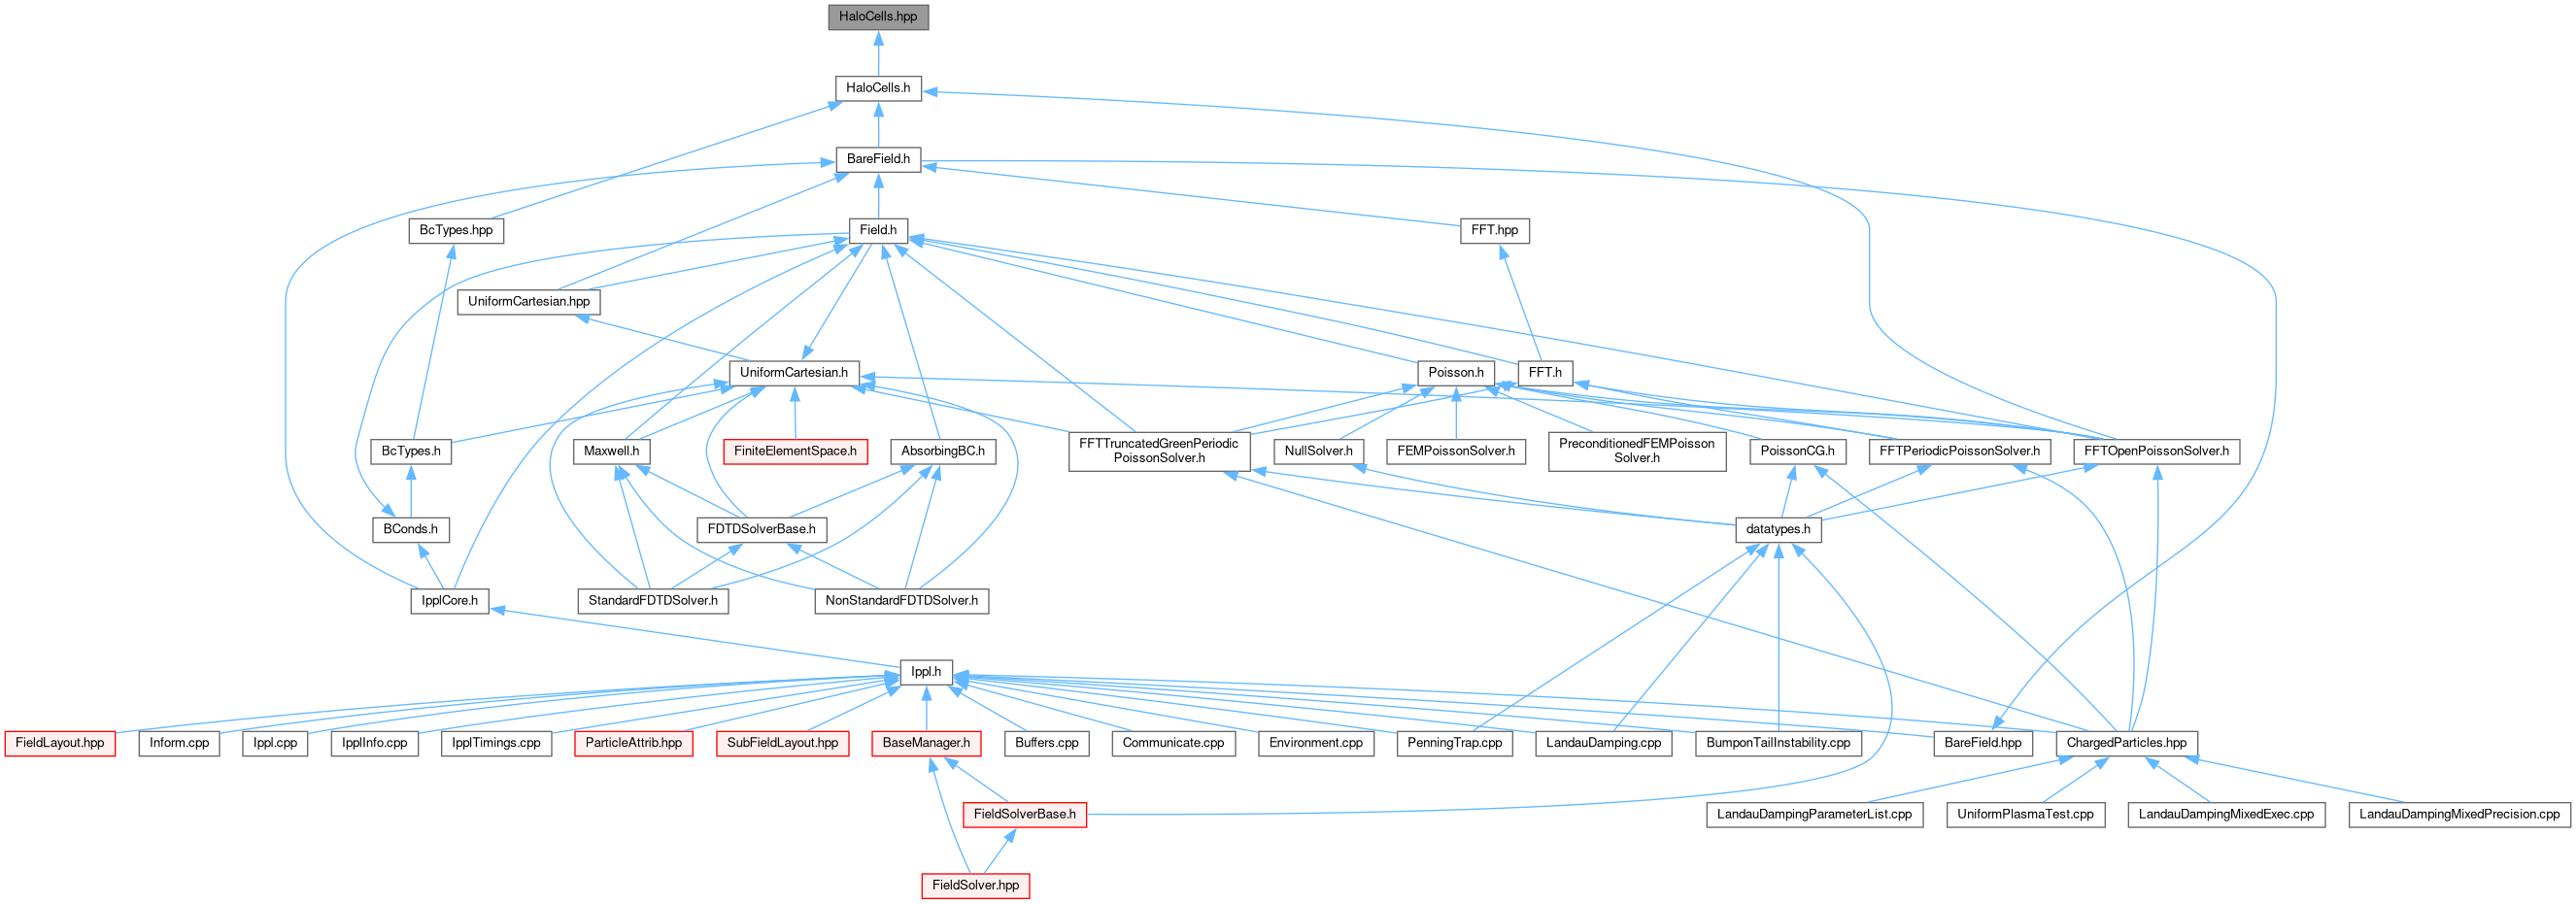 HaloCells.hpp
HaloCells.h
BareField.h
BcTypes.hpp
Field.h
FFT.hpp
UniformCartesian.hpp
UniformCartesian.h
Poisson.h
FFT.h
BcTypes.h
Maxwell.h
FiniteElementSpace.h
AbsorbingBC.h
FFTTruncatedGreenPeriodic
PoissonSolver.h
NullSolver.h
FEMPoissonSolver.h
PreconditionedFEMPoisson
Solver.h
PoissonCG.h
FFTPeriodicPoissonSolver.h
FFTOpenPoissonSolver.h
BConds.h
FDTDSolverBase.h
datatypes.h
IpplCore.h
StandardFDTDSolver.h
NonStandardFDTDSolver.h
Ippl.h
FieldLayout.hpp
Inform.cpp
Ippl.cpp
IpplInfo.cpp
IpplTimings.cpp
ParticleAttrib.hpp
SubFieldLayout.hpp
BaseManager.h
Buffers.cpp
Communicate.cpp
Environment.cpp
PenningTrap.cpp
LandauDamping.cpp
BumponTailInstability.cpp
BareField.hpp
ChargedParticles.hpp
FieldSolverBase.h
LandauDampingParameterList.cpp
UniformPlasmaTest.cpp
LandauDampingMixedExec.cpp
LandauDampingMixedPrecision.cpp
FieldSolver.hpp